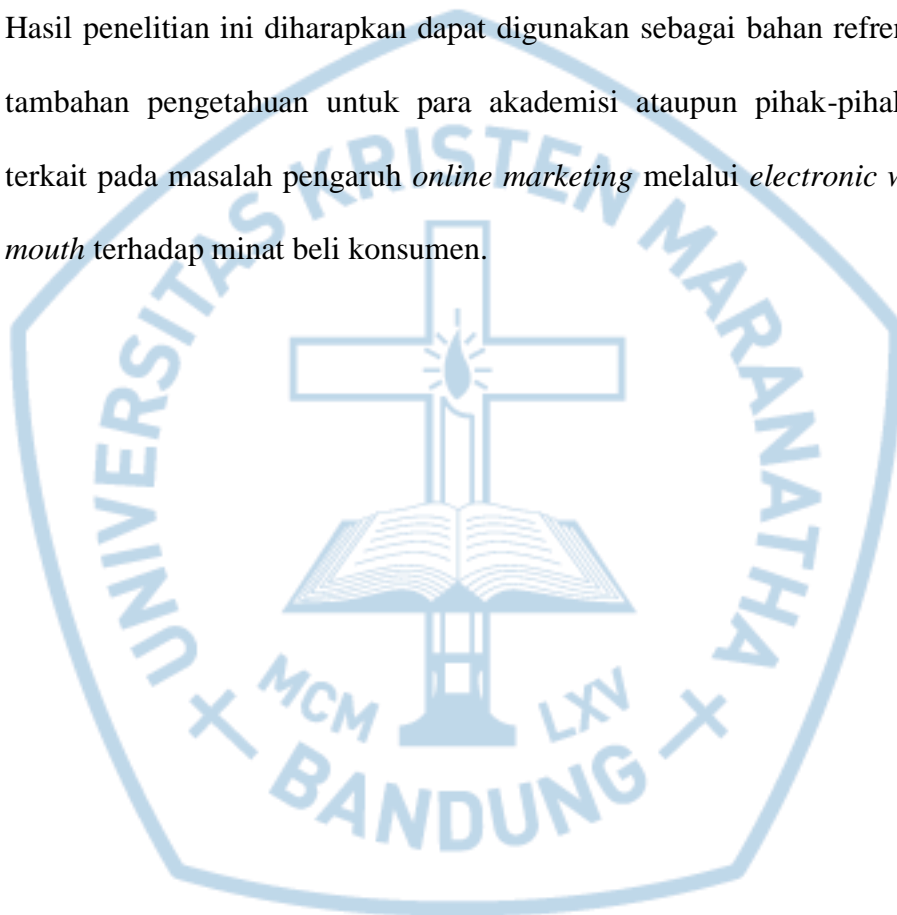 Hasil penelitian ini diharapkan dapat digunakan sebagai bahan
tambahan pengetahuan untuk para akademisi ataupun
terkait pada masalah pengaruh online marketing melalui electronic
mouth terhadap minat beli konsumen.
UNIVERSITAS KRISTEN MARANATHA
MCM LXV
BANDUNG